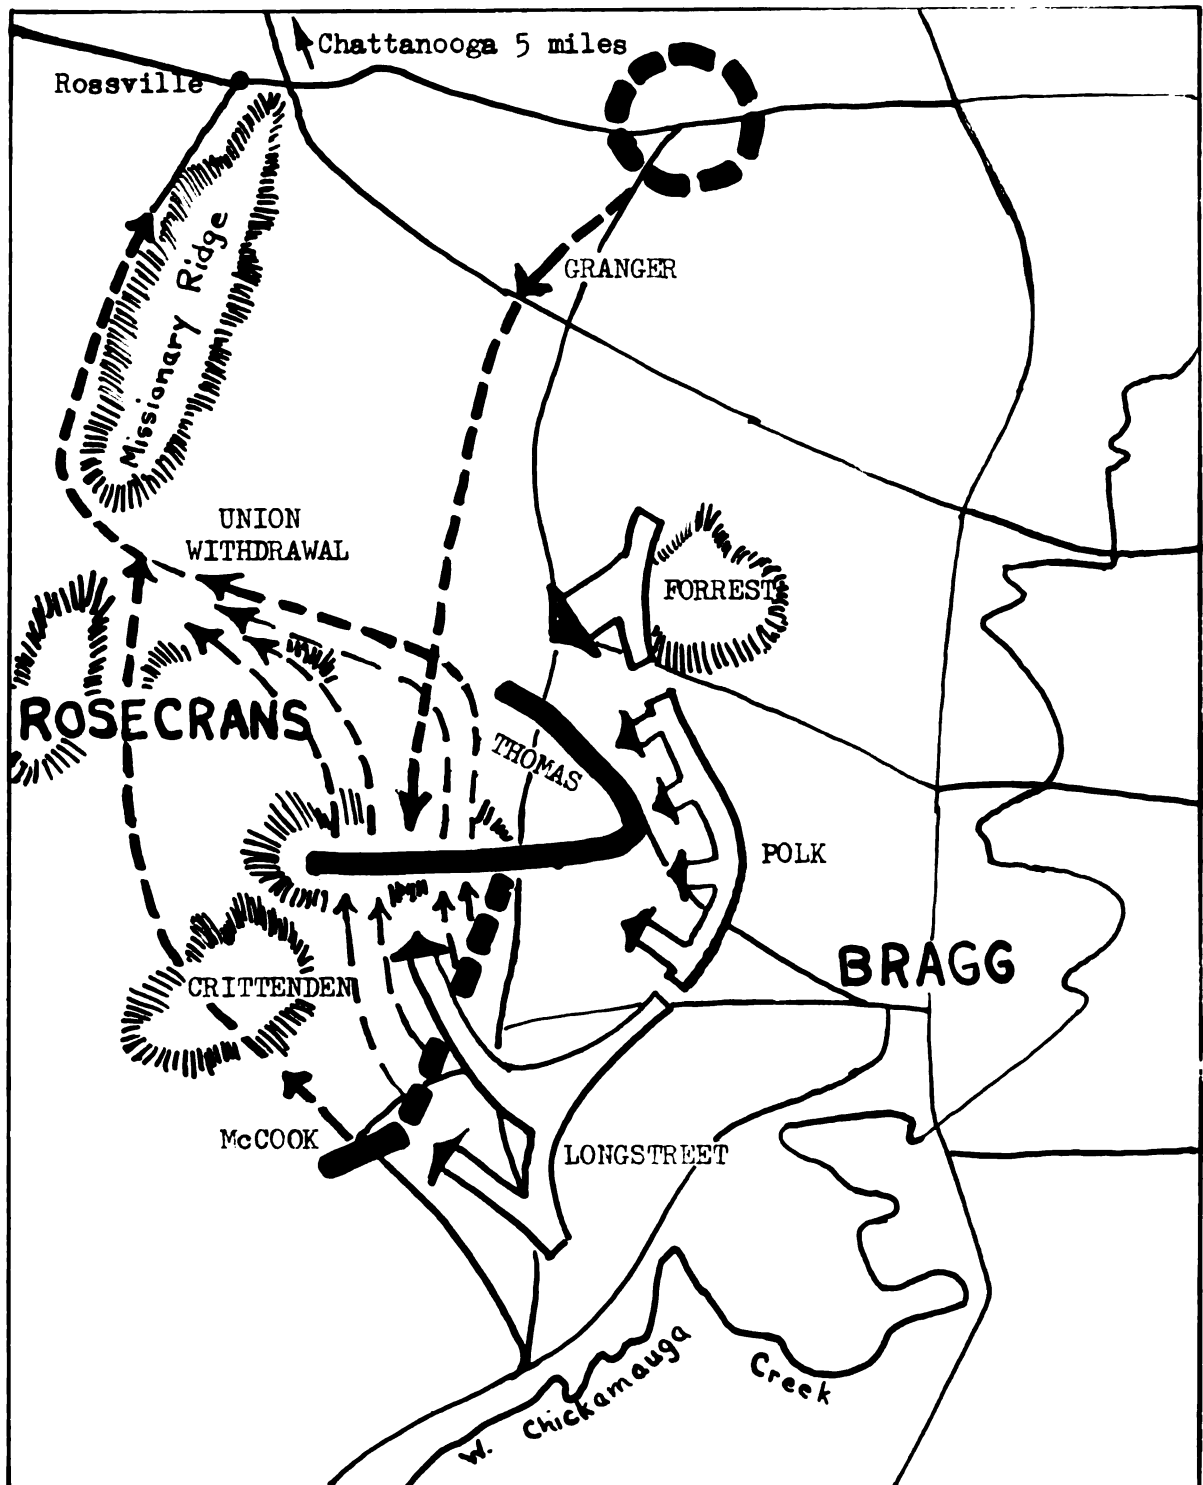 Chattanooga 5 miles
Rossville
Missionary Ridge
GRANGER
UNION
WITHDRAWAL
FORREST
ROSECRANS
THOMAS
POLK
BRAGG
CRITTENDEN
McCOOK
LONGSTREET
W. Chickamauga Creek